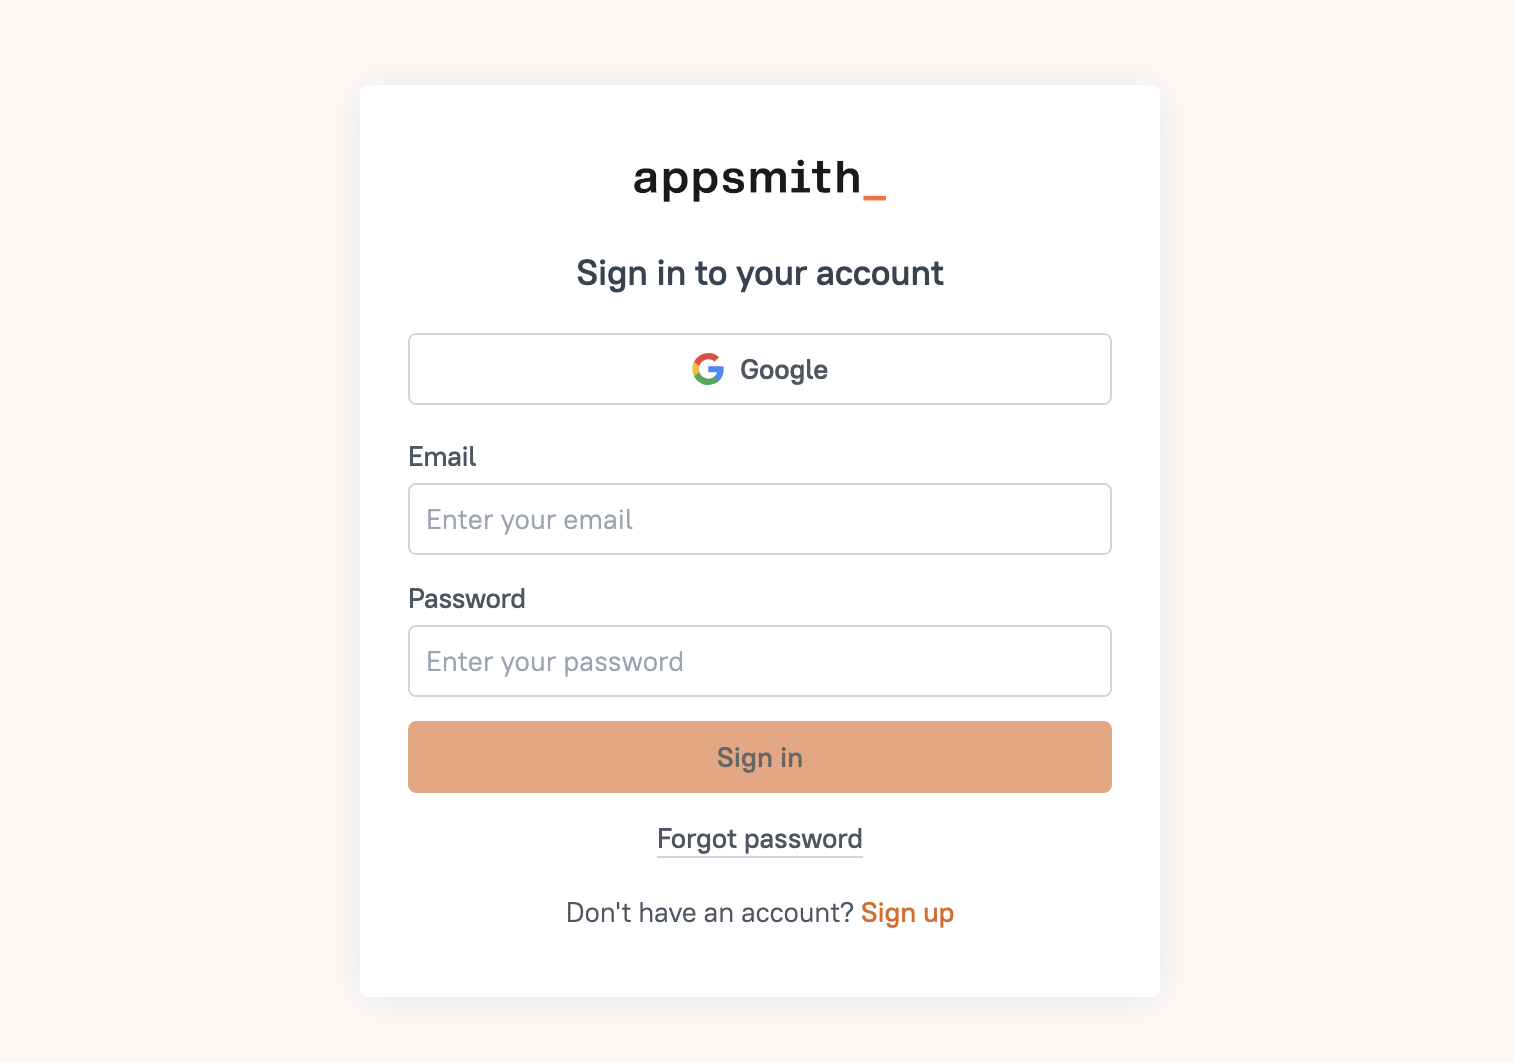 appsmith_
Sign in to your account
Google
Email
Enter your email
Password
Enter your password
Sign in
Forgot password
Don't have an account? Sign up